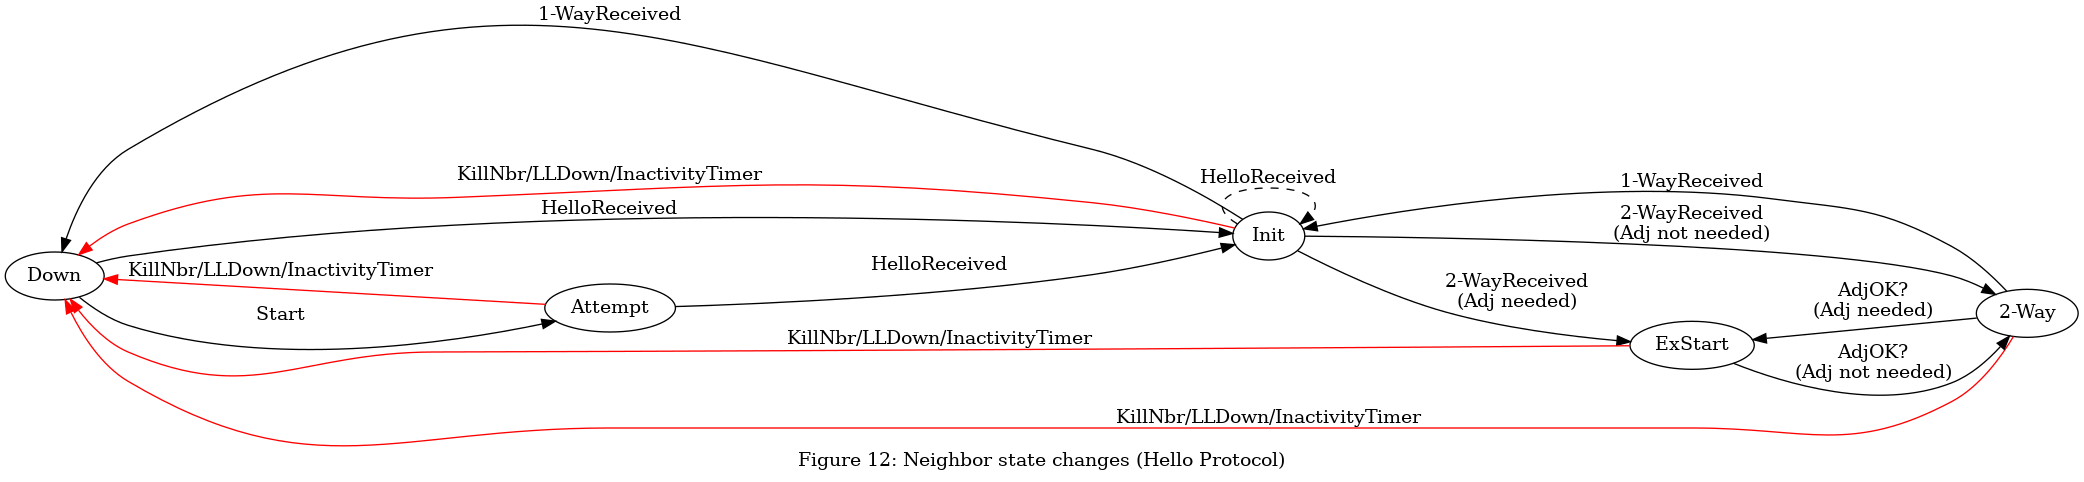 1-WayReceived
KillNbr/LLDown/InactivityTimer
HelloReceived
1-WayReceived
HelloReceived
2-WayReceived
(Adj not needed)
Init
HelloReceived
Down
KillNbr/LLDown/InactivityTimer
2-WayReceived
(Adj needed)
AdjOK?
(Adj needed)
Attempt
Start
2-Way
KillNbr/LLDown/InactivityTimer
ExStart
AdjOK?
(Adj not needed)
KillNbr/LLDown/InactivityTimer
Figure 12: Neighbor state changes (Hello Protocol)